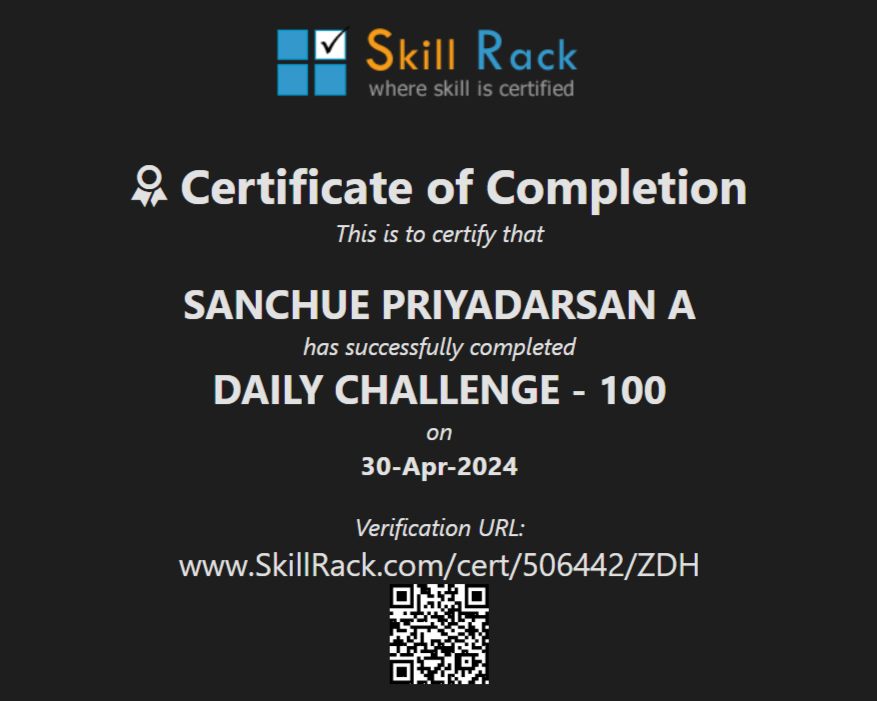 Skill Rack
where skill is certified
Certificate of Completion
This is to certify that
SANCHUE PRIYADARSAN A
has successfully completed
DAILY CHALLENGE - 100
on
30-Apr-2024
Verification URL:
www.SkillRack.com/cert/506442/ZDH